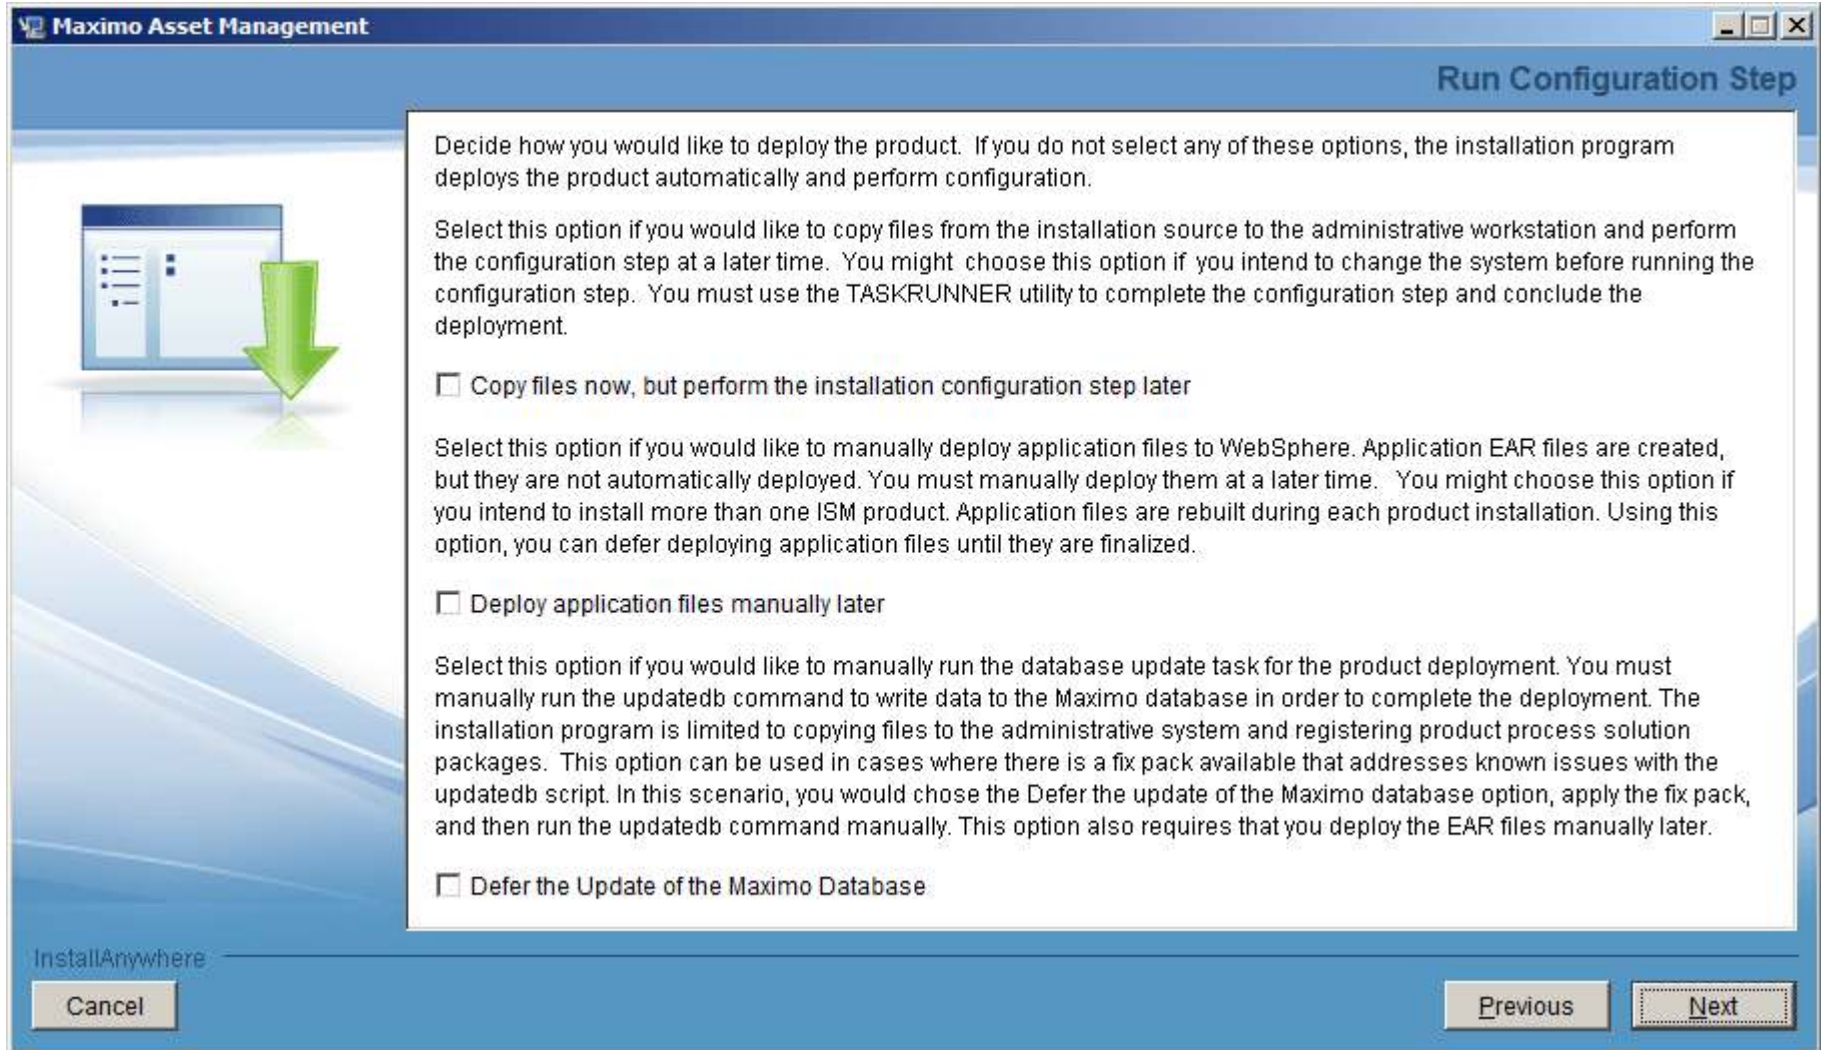 Maximo Asset Management
Run Configuration Step
Decide how you would like to deploy the product.  If you do not select any of these options, the installation program
deploys the product automatically and perform configuration.
Select this option if you would like to copy files from the installation source to the administrative workstation and perform
the configuration step at a later time.  You might  choose this option if  you intend to change the system before running the
configuration step.  You must use the TASKRUNNER utility to complete the configuration step and conclude the
deployment.
Copy files now, but perform the installation configuration step later
Select this option if you would like to manually deploy application files to WebSphere. Application EAR files are created,
but they are not automatically deployed. You must manually deploy them at a later time.   You might choose this option if
you intend to install more than one ISM product. Application files are rebuilt during each product installation. Using this
option, you can defer deploying application files until they are finalized.
Deploy application files manually later
Select this option if you would like to manually run the database update task for the product deployment. You must
manually run the updatedb command to write data to the Maximo database in order to complete the deployment. The
installation program is limited to copying files to the administrative system and registering product process solution
packages.  This option can be used in cases where there is a fix pack available that addresses known issues with the
updatedb script. In this scenario, you would chose the Defer the update of the Maximo database option, apply the fix pack,
and then run the updatedb command manually. This option also requires that you deploy the EAR files manually later.
Defer the Update of the Maximo Database
InstallAnywhere
Cancel
Previous
Next